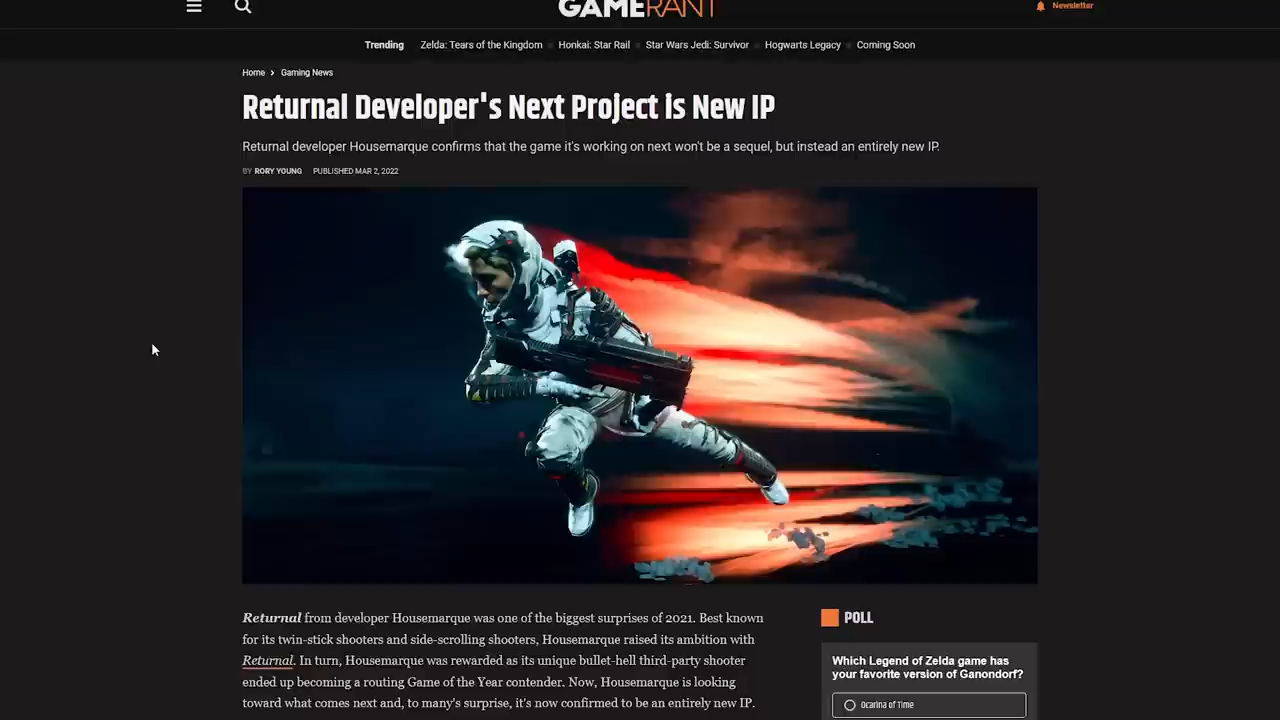 GAMERANT
Newsletter
Trending Zelda: Tears of the Kingdom Honkai: Star Rail Star Wars Jedi: Survivor Hogwarts Legacy Coming Soon
Home > Gaming News
Returnal Developer's Next Project is New IP
Returnal developer Housemarque confirms that the game it's working on next won't be a sequel, but instead an entirely new IP.
BY RORY YOUNG PUBLISHED MAR 2, 2022
Returnal from developer Housemarque was one of the biggest surprises of 2021. Best known
for its twin-stick shooters and side-scrolling shooters, Housemarque raised its ambition with
Returnal. In turn, Housemarque was rewarded as its unique bullet-hell third-party shooter
ended up becoming a routing Game of the Year contender. Now, Housemarque is looking
toward what comes next and, to many's surprise, it's now confirmed to be an entirely new IP.
POLL
Which Legend of Zelda game has
your favorite version of Ganondorf?
Ocarina of Time